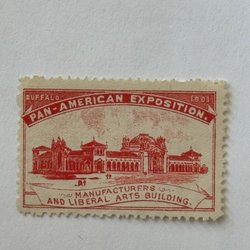 BUFFALO 1901
PAN-AMERICAN EXPOSITION.
MANUFACTURERS
AND LIBERAL ARTS BUILDING.